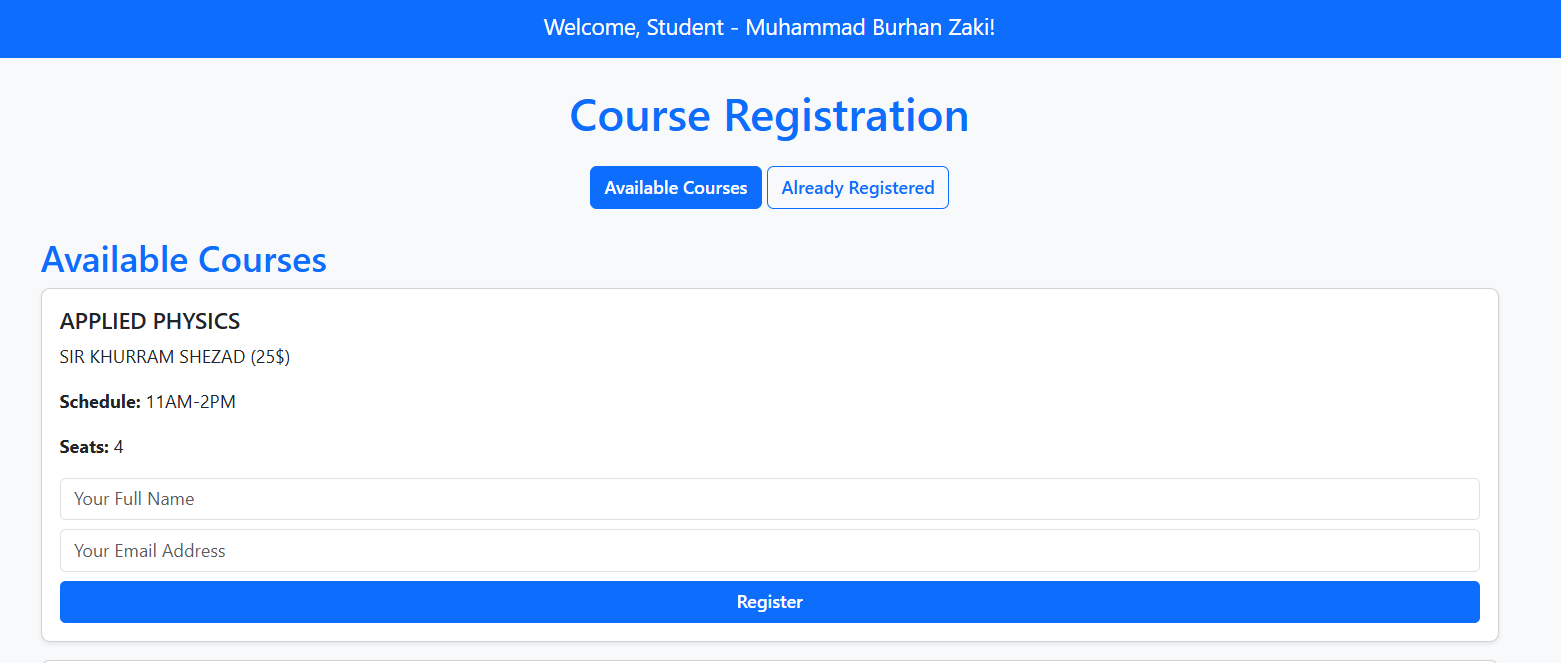 Welcome, Student - Muhammad Burhan Zaki!
Course Registration
Available Courses
Already Registered
Available Courses
APPLIED PHYSICS
SIR KHURRAM SHEZAD (25$)
Schedule: 11AM-2PM
Seats: 4
Your Full Name
Your Email Address
Register